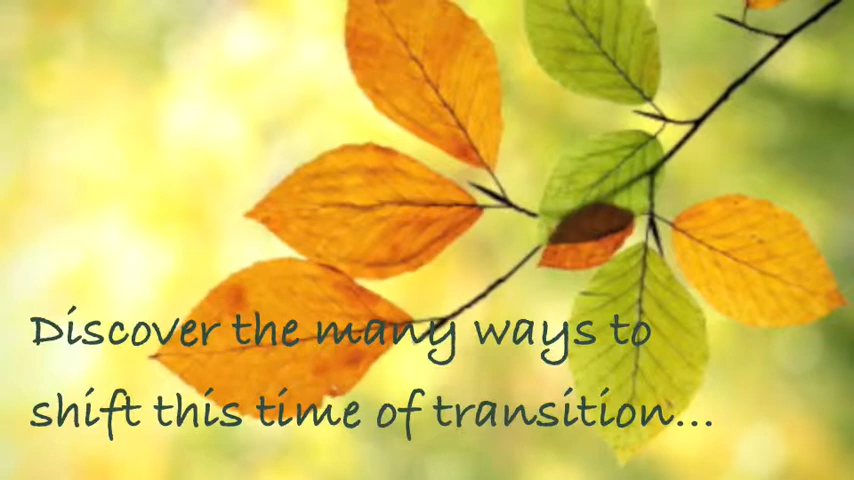 Discover the many ways to
shift this time of transition...